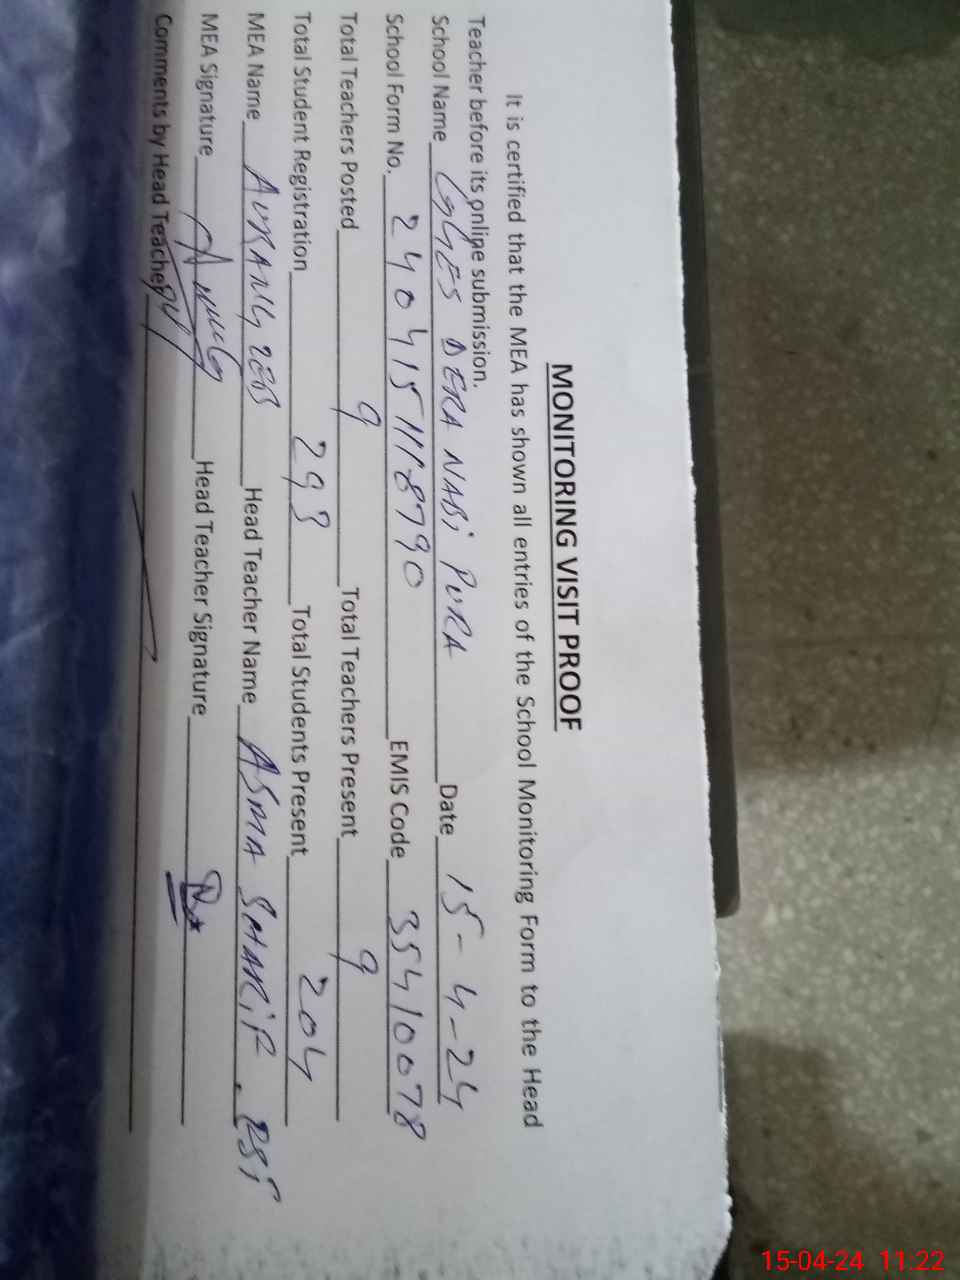 MONITORING VISIT PROOF
It is certified that the MEA has shown all entries of the School Monitoring Form to the Head
Teacher before its online submission.
School Name GGES DERA NABi PURA Date 15-4-24
School Form No. 2404151118790 EMIS Code 35410078
Total Teachers Posted 9 Total Teachers Present 9
Total Student Registration 293 Total Students Present 204
MEA Name AURANG ZEB Head Teacher Name ASMA SHARiF
MEA Signature Head Teacher Signature
Comments by Head Teacher
15-04-24 11:22